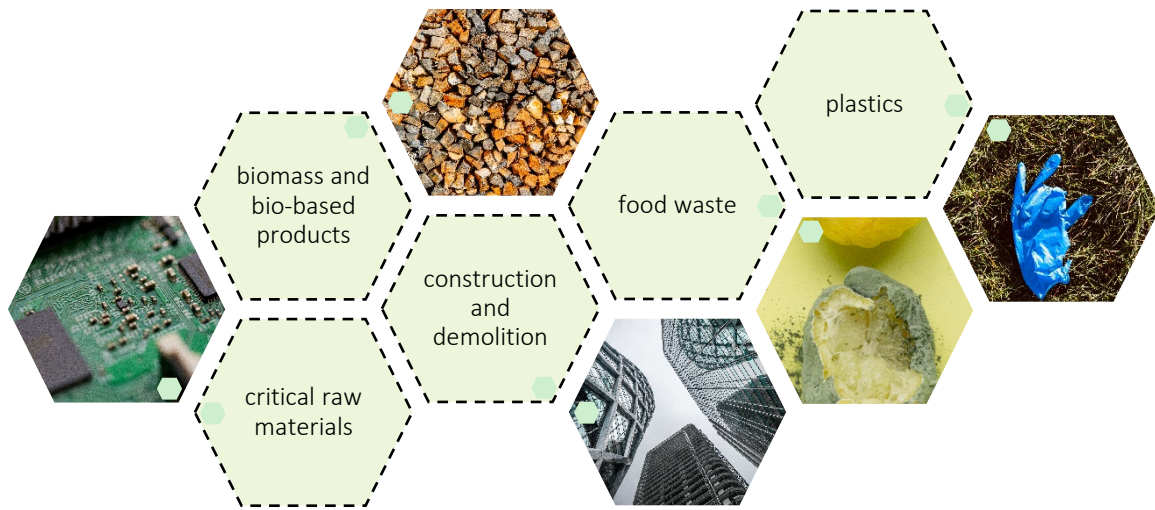 biomass and
bio-based
products
critical raw
materials
construction
and
demolition
food waste
plastics